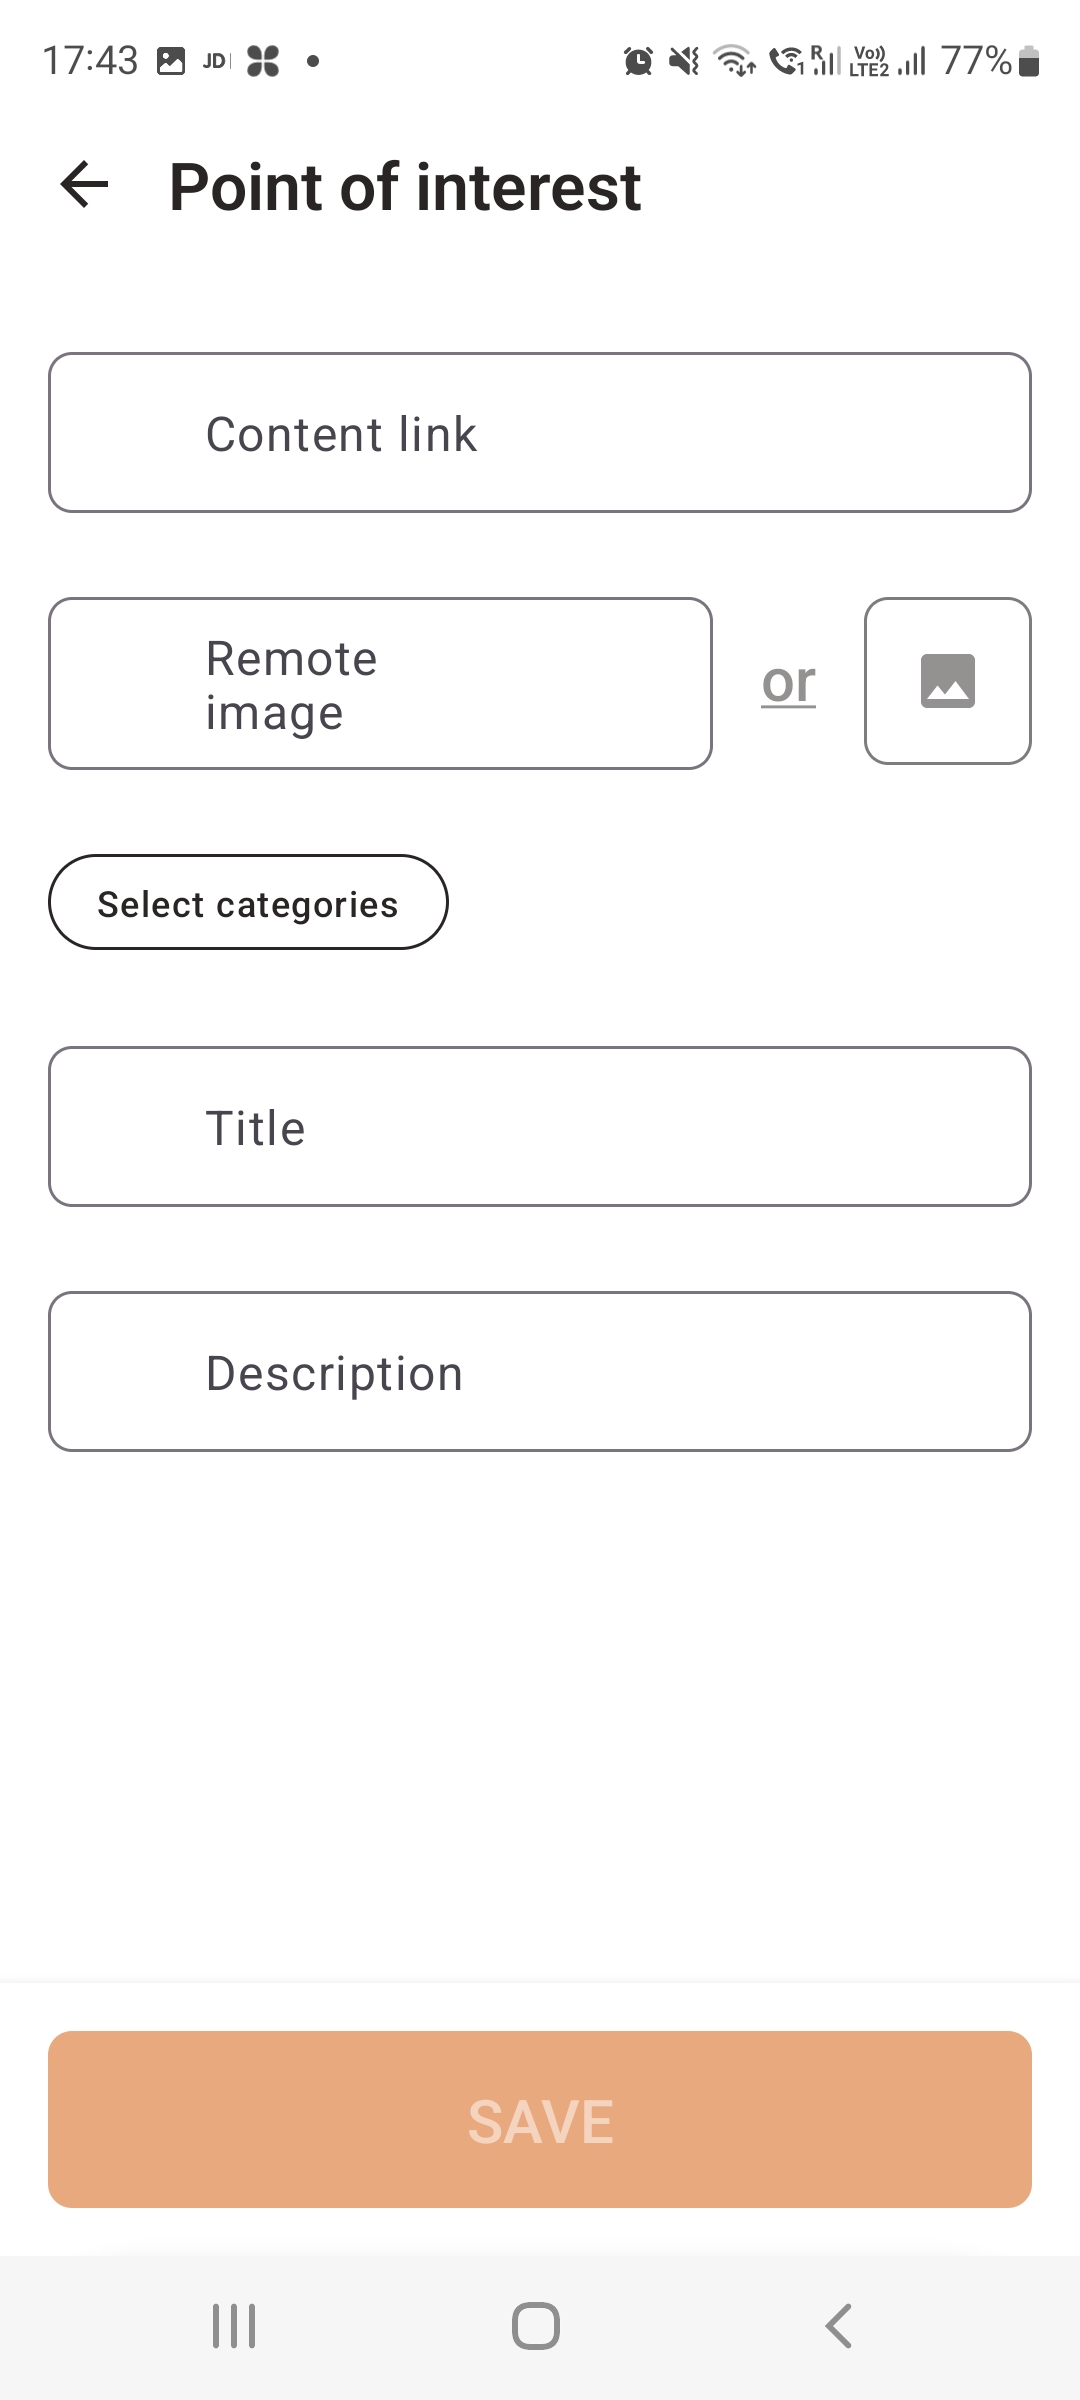 17:43 JD R Vo)) LTE2 77%
Point of interest
Content link
Remote
image
or
Select categories
Title
Description
SAVE